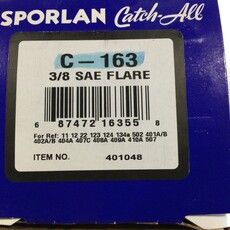 SPORLAN Catch-All
C-163
3/8 SAE FLARE
6 87472 16355 8
For Ref: 11 12 22 123 124 134a 502 401A/B
402A/B 404A 407C 408A 409A 410A 507
ITEM NO. 401048